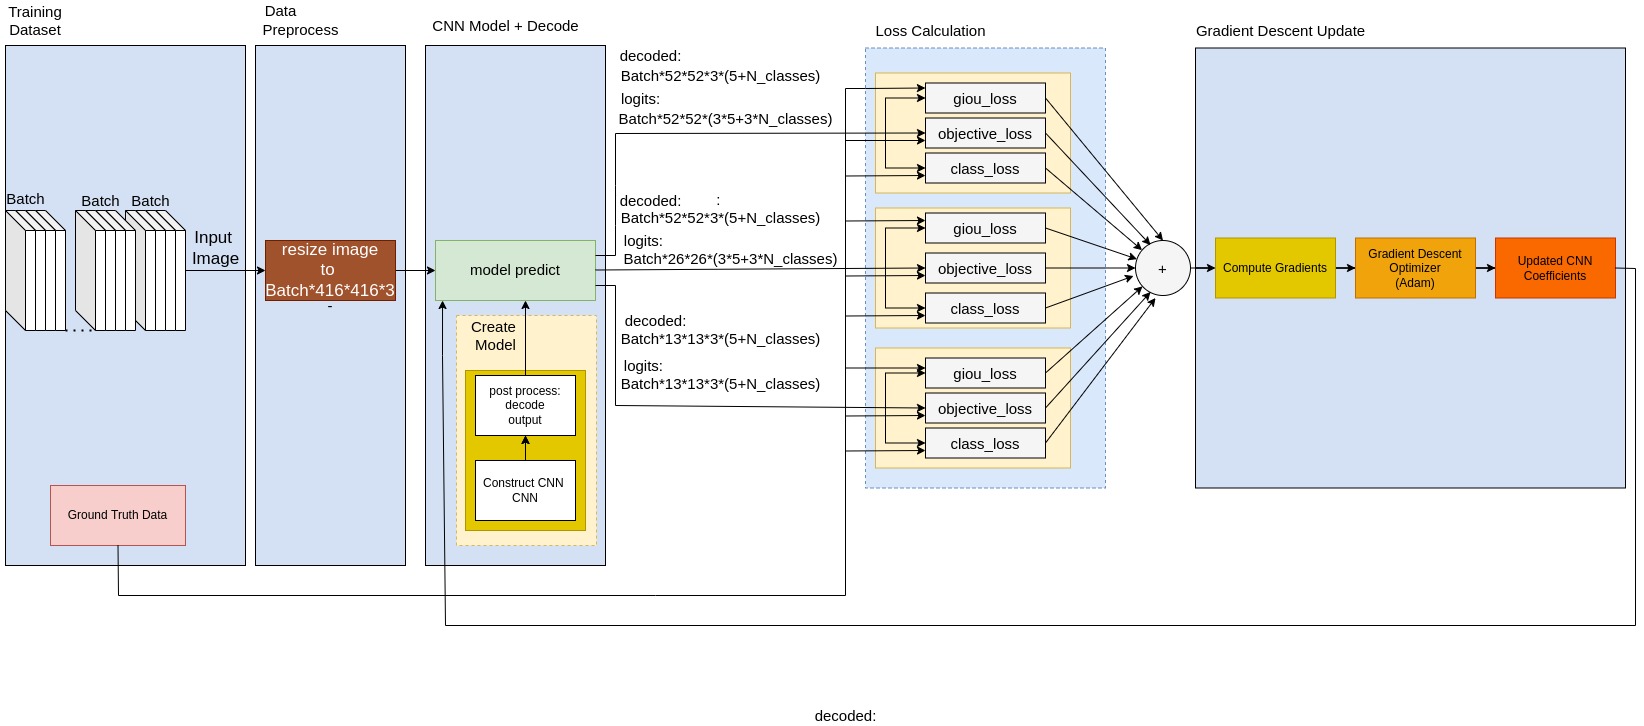 Training
Dataset
Data
Preprocess
CNN Model + Decode
Loss Calculation
Gradient Descent Update
Batch
Batch
Batch
. . . .
Input
Image
Ground Truth Data
resize image
to
Batch*416*416*3
-
model predict
Create
Model
post process:
decode
output
Construct CNN
CNN
decoded:
Batch*52*52*3*(5+N_classes)
logits:
Batch*52*52*(3*5+3*N_classes)
decoded: :
Batch*52*52*3*(5+N_classes)
logits:
Batch*26*26*(3*5+3*N_classes)
decoded:
Batch*13*13*3*(5+N_classes)
logits:
Batch*13*13*3*(5+N_classes)
giou_loss
objective_loss
class_loss
giou_loss
objective_loss
class_loss
giou_loss
objective_loss
class_loss
+
Compute Gradients
Gradient Descent
Optimizer
(Adam)
Updated CNN
Coefficients
decoded: